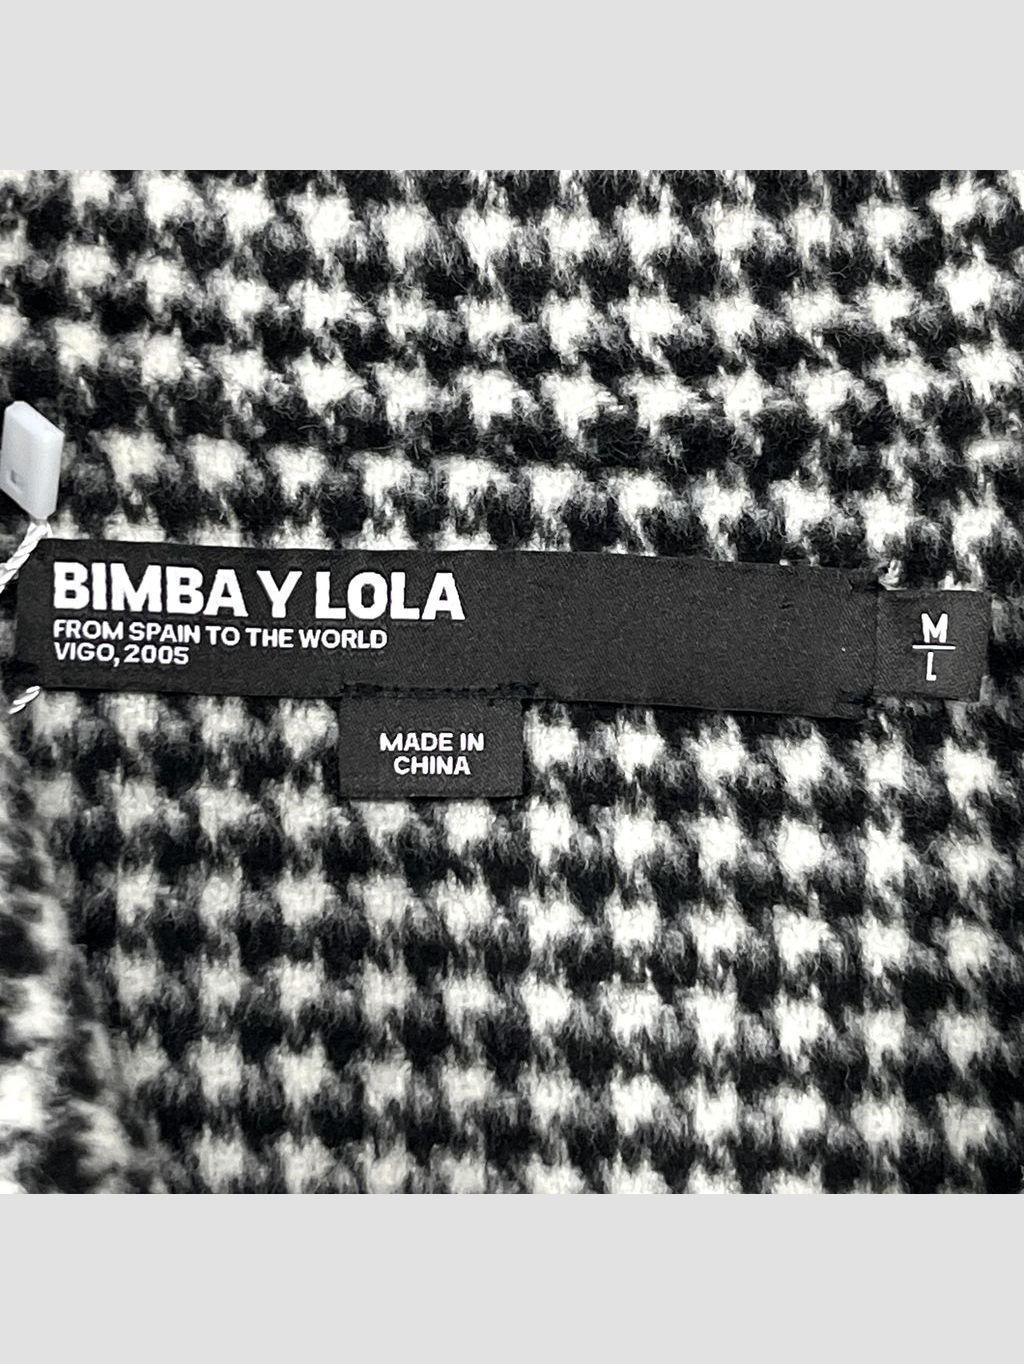 BIMBA Y LOLA
FROM SPAIN TO THE WORLD
VIGO, 2005
M
L
MADE IN
CHINA